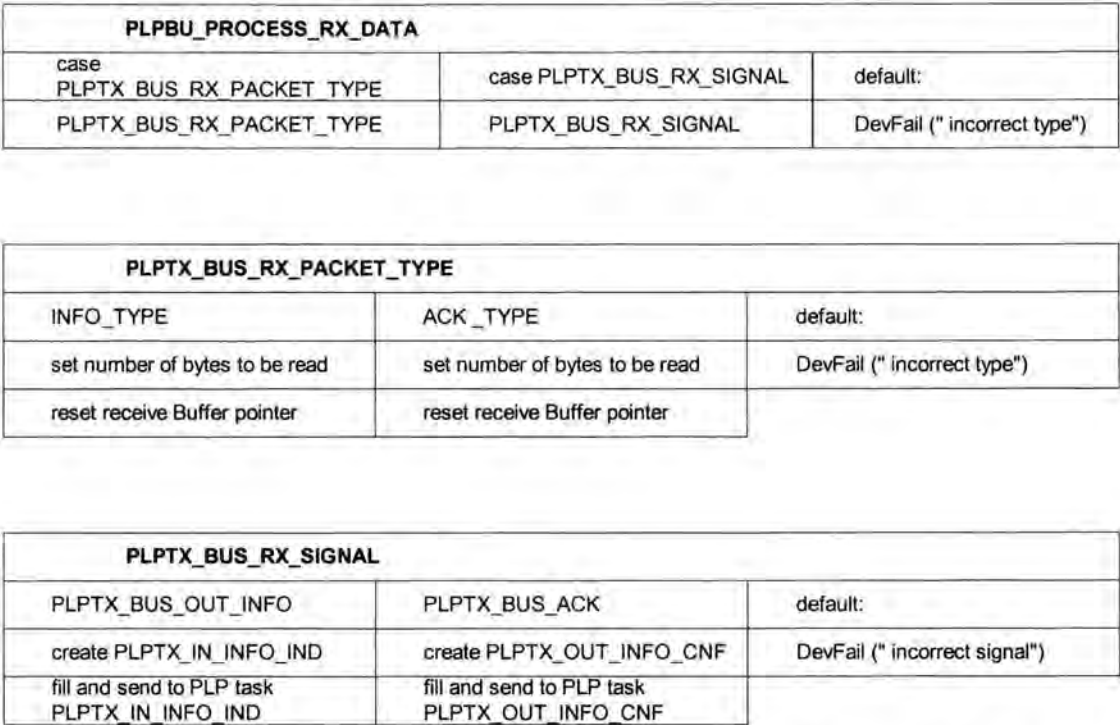 PLPBU_PROCESS_RX_DATA
case
PLPTX_BUS_RX_PACKET_TYPE
case PLPTX_BUS_RX_SIGNAL
default:
PLPTX_BUS_RX_PACKET_TYPE
PLPTX_BUS_RX_SIGNAL
DevFail (" incorrect type")
PLPTX_BUS_RX_PACKET_TYPE
INFO_TYPE
ACK_TYPE
default:
set number of bytes to be read
set number of bytes to be read
DevFail (" incorrect type")
reset receive Buffer pointer
reset receive Buffer pointer
PLPTX_BUS_RX_SIGNAL
PLPTX_BUS_OUT_INFO
PLPTX_BUS_ACK
default:
create PLPTX_IN_INFO_IND
create PLPTX_OUT_INFO_CNF
DevFail (" incorrect signal")
fill and send to PLP task
PLPTX_IN_INFO_IND
fill and send to PLP task
PLPTX_OUT_INFO_CNF